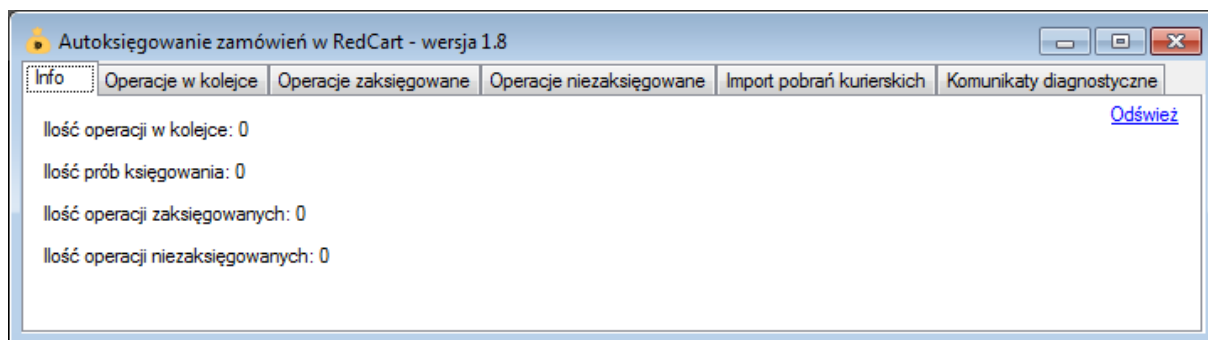 Autoksięgowanie zamówień w RedCart - wersja 1.8
Info Operacje w kolejce Operacje zaksięgowane Operacje niezaksięgowane Import pobrań kurierskich Komunikaty diagnostyczne
Odśwież
Ilość operacji w kolejce: 0
Ilość prób księgowania: 0
Ilość operacji zaksięgowanych: 0
Ilość operacji niezaksięgowanych: 0